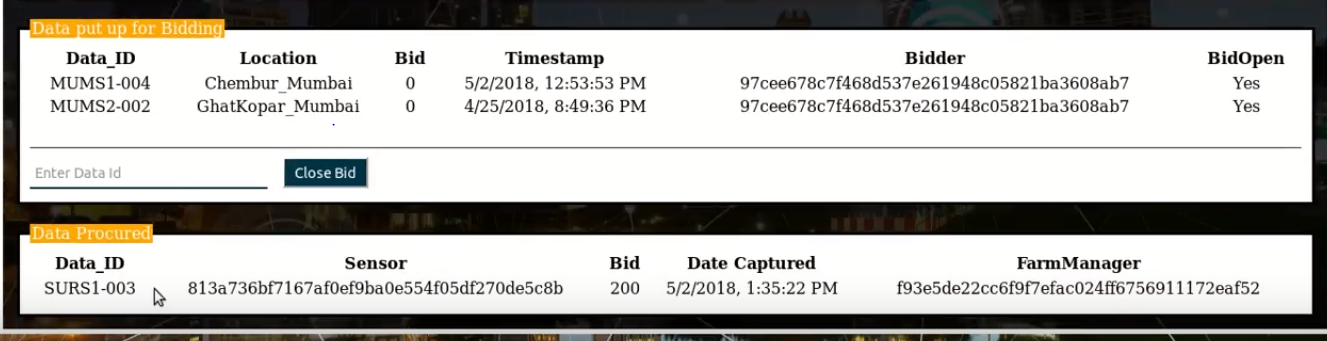 Data put up for Bidding
Data_ID Location Bid Timestamp Bidder BidOpen
MUMS1-004 Chembur_Mumbai 0 5/2/2018, 12:53:53 PM 97cee678c7f468d537e261948c05821ba3608ab7 Yes
MUMS2-002 GhatKopar_Mumbai 0 4/25/2018, 8:49:36 PM 97cee678c7f468d537e261948c05821ba3608ab7 Yes
Enter Data Id Close Bid
Data Procured
Data_ID Sensor Bid Date Captured FarmManager
SURS1-003 813a736bf7167af0ef9ba0e554f05df270de5c8b 200 5/2/2018, 1:35:22 PM f93e5de22cc6f9f7efac024ff6756911172eaf52